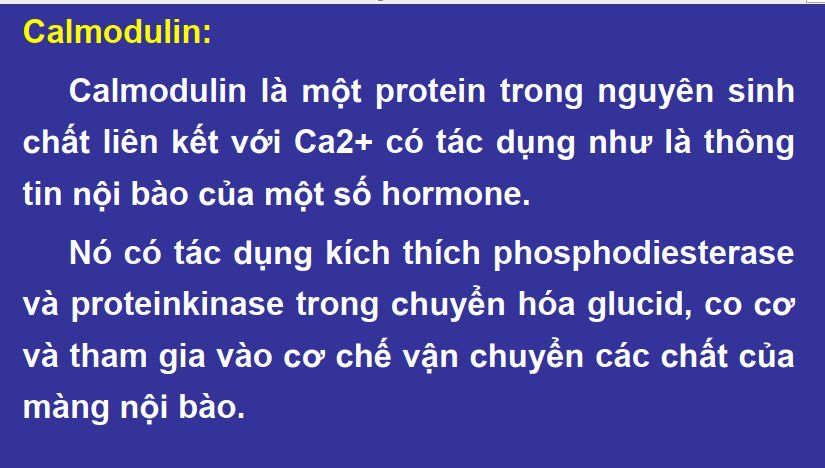 Calmodulin:
Calmodulin là một protein trong nguyên sinh
chất liên kết với Ca2+ có tác dụng như là thông
tin nội bào của một số hormone.
Nó có tác dụng kích thích phosphodiesterase
và proteinkinase trong chuyển hóa glucid, co cơ
và tham gia vào cơ chế vận chuyển các chất của
màng nội bào.